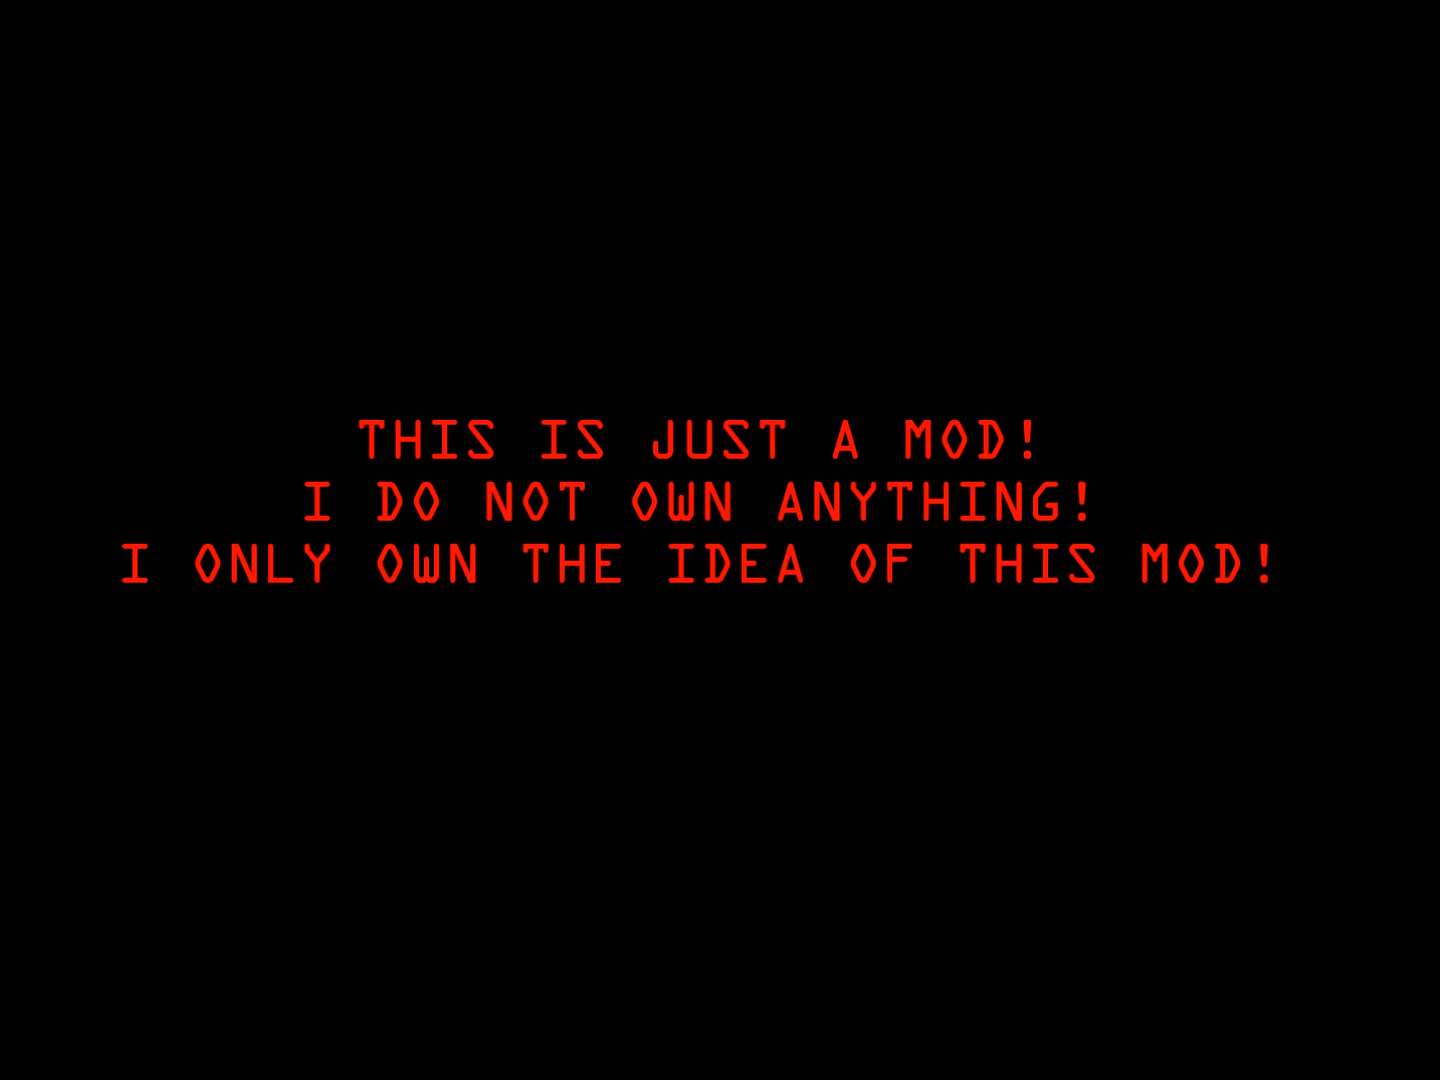 THIS IS JUST A MOD!
I DO NOT OWN ANYTHING!
I ONLY OWN THE IDEA OF THIS MOD!